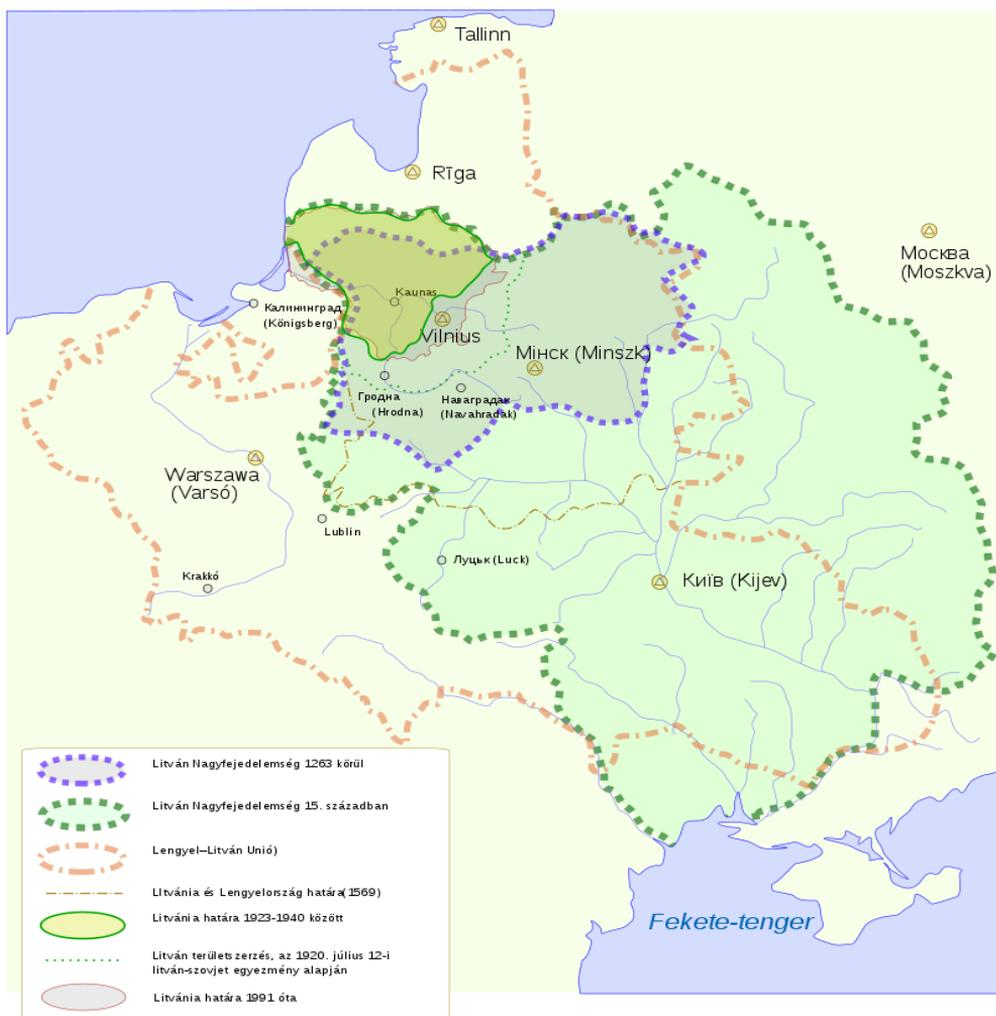 Tallinn
Rīga
Москва
(Moszkva)
Калининград
(Königsberg)
Kaunas
Vilnius
Мінск (Minszk)
Гродна
(Hrodna)
Наваградак
(Navahradak)
Warszawa
(Varsó)
Lublin
Луцьк (Luck)
Krakkó
Київ (Kijev)
Fekete-tenger
Litván Nagyfejedelemség 1263 körül
Litván Nagyfejedelemség 15. században
Lengyel–Litván Unió)
LItvánia és Lengyelország határa(1569)
Litvánia határa 1923-1940 között
Litván területszerzés, az 1920. július 12-i
litván-szovjet egyezmény alapján
Litvánia határa 1991 óta